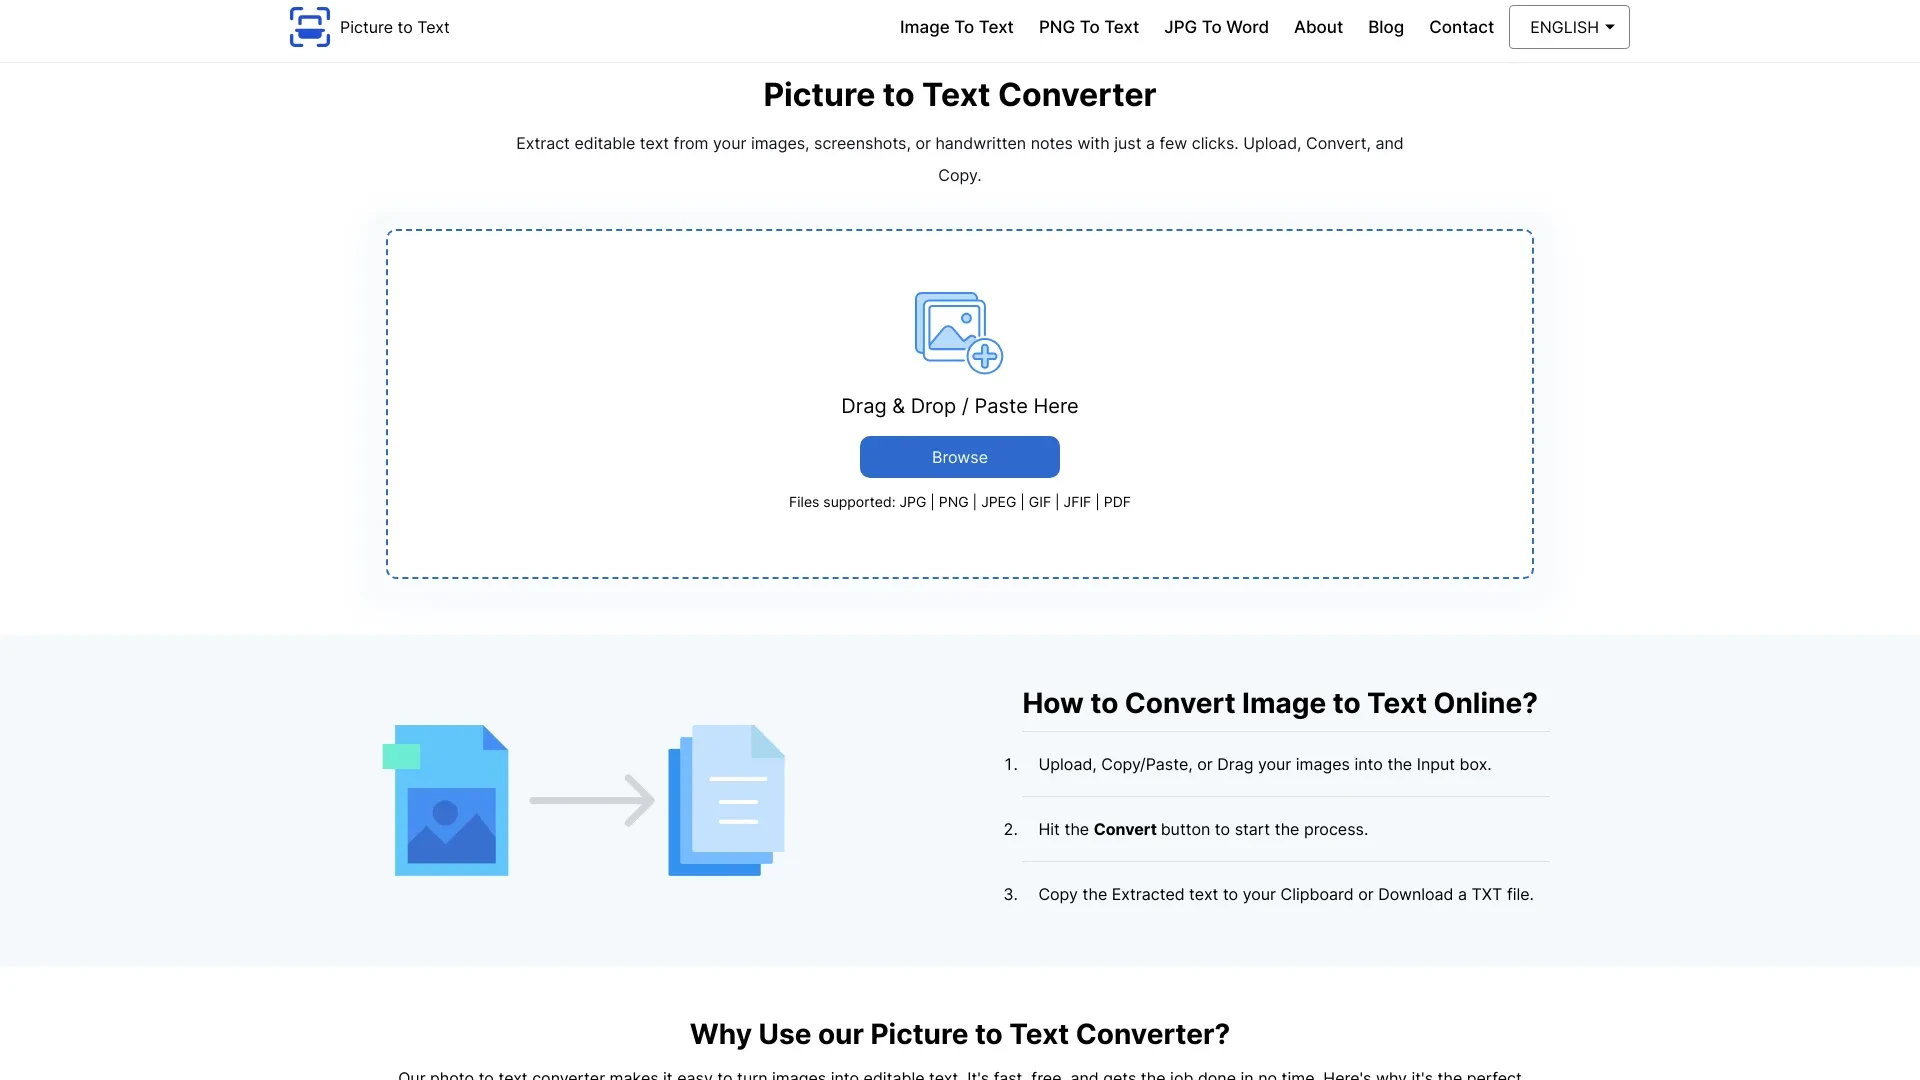 Picture to Text
Image To Text
PNG To Text
JPG To Word
About
Blog
Contact
ENGLISH
Picture to Text Converter
Extract editable text from your images, screenshots, or handwritten notes with just a few clicks. Upload, Convert, and
Copy.
Drag & Drop / Paste Here
Browse
Files supported: JPG | PNG | JPEG | GIF | JFIF | PDF
How to Convert Image to Text Online?
1. Upload, Copy/Paste, or Drag your images into the Input box.
2. Hit the Convert button to start the process.
3. Copy the Extracted text to your Clipboard or Download a TXT file.
Why Use our Picture to Text Converter?
Our photo to text converter makes it easy to turn images into editable text. It's fast, free, and gets the job done in no time. Here's why it's the perfect